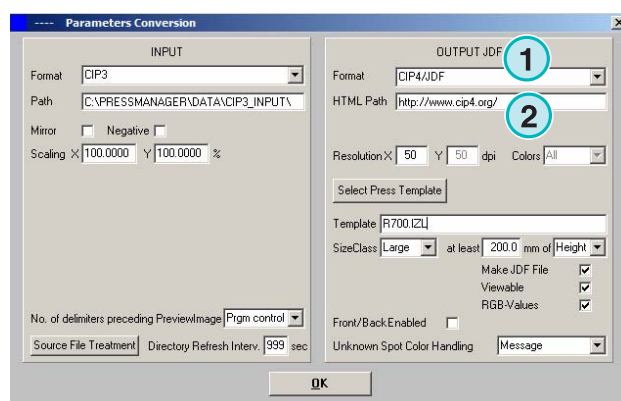 ---- Parameters Conversion
INPUT
Format CIP3
Path C:\PRESSMANAGER\DATA\CIP3_INPUT\
Mirror Negative
Scaling X 100.0000 Y 100.0000 %
No. of delimiters preceding PreviewImage Prgm control
Source File Treatment Directory Refresh Interv. 999 sec
OUTPUT JDF
1
Format CIP4/JDF
HTML Path http://www.cip4.org/
2
Resolution X 50 Y 50 dpi Colors All
Select Press Template
Template R700.IZL
SizeClass Large at least 200.0 mm of Height
Make JDF File
Viewable
RGB-Values
Front/Back Enabled
Unknown Spot Color Handling Message
OK